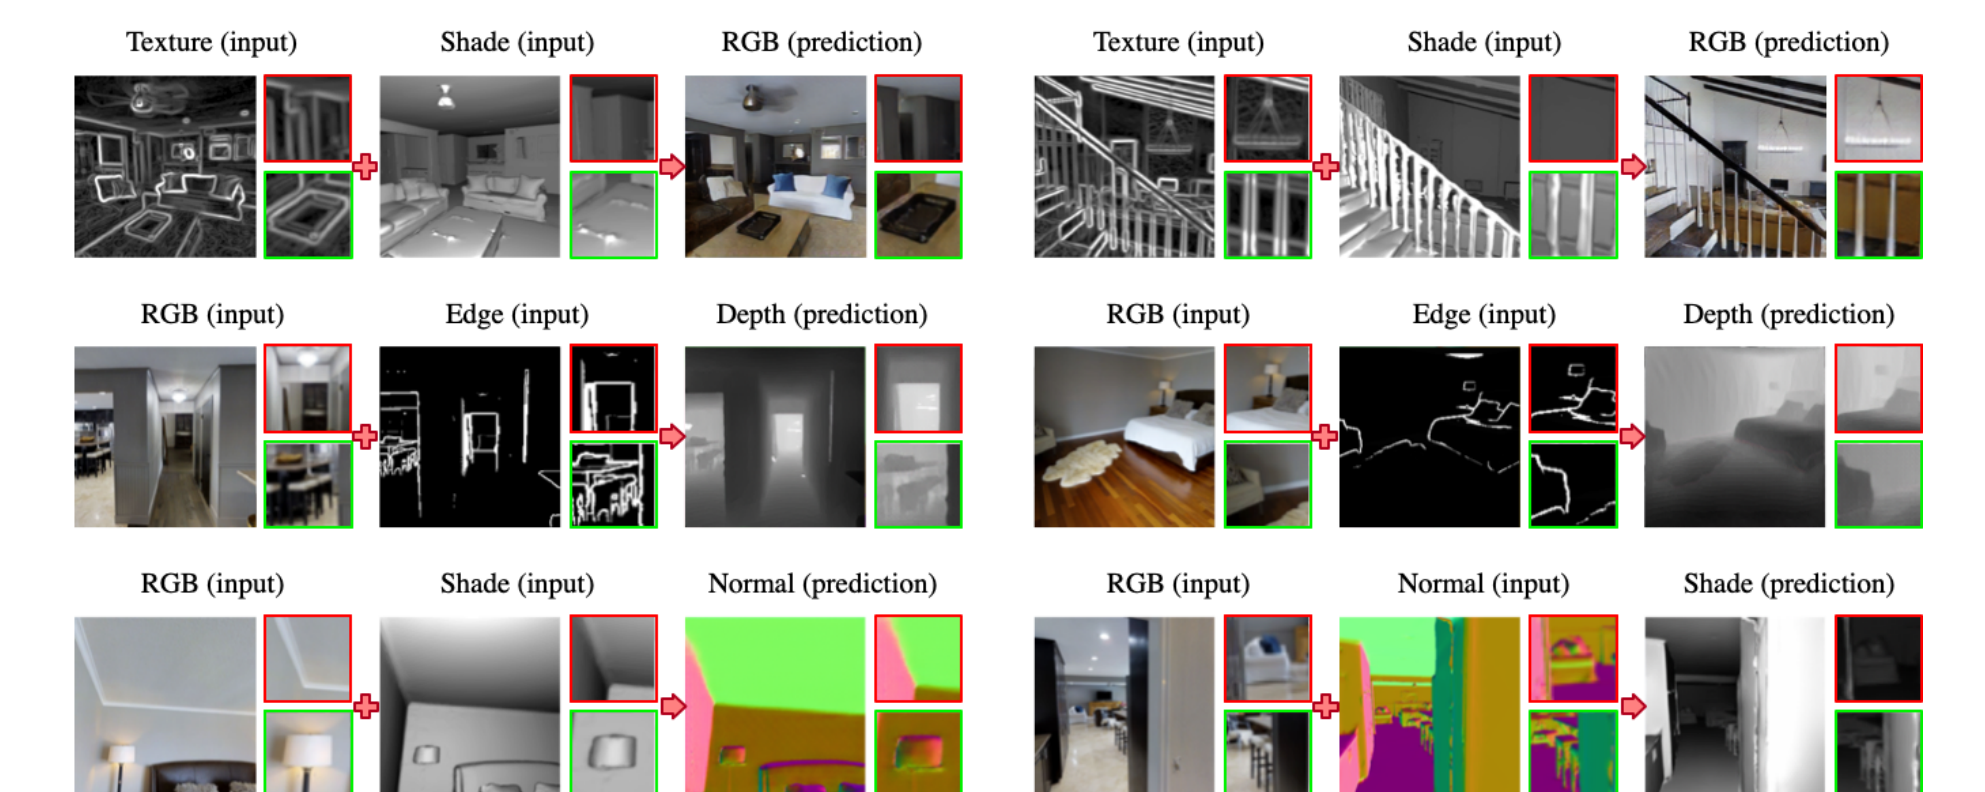 Texture (input) Shade (input) RGB (prediction) Texture (input) Shade (input) RGB (prediction)
RGB (input) Edge (input) Depth (prediction) RGB (input) Edge (input) Depth (prediction)
RGB (input) Shade (input) Normal (prediction) RGB (input) Normal (input) Shade (prediction)